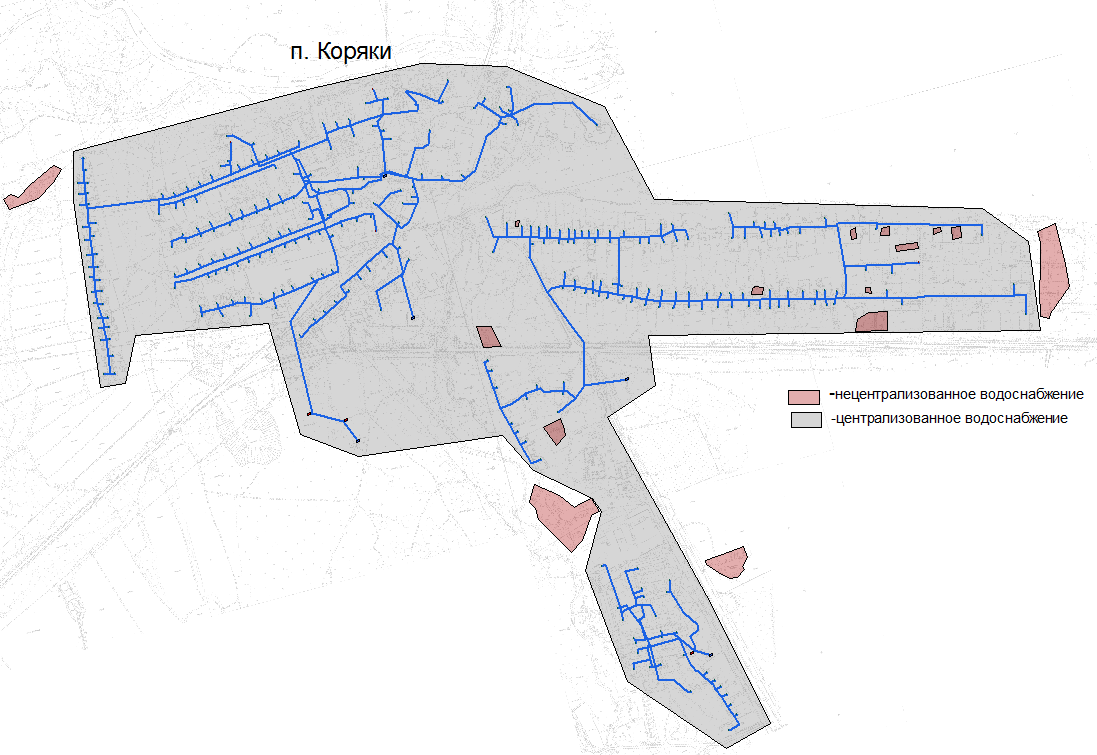 п. Коряки
-нецентрализованное водоснабжение
-централизованное водоснабжение